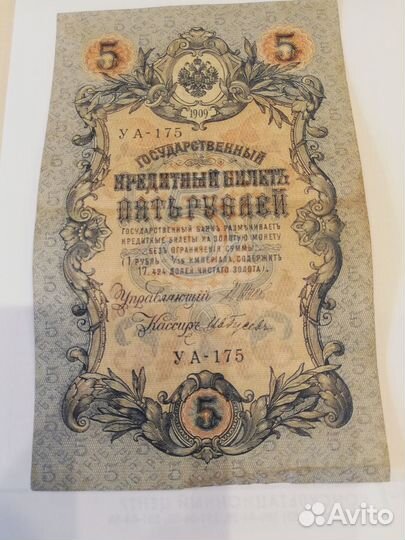 5 5
1909
УА-175
ГОСУДАРСТВЕННЫЙ
КРЕДИТНЫЙ БИЛЕТЪ
ПЯТЬ РУБЛЕЙ
ГОСУДАРСТВЕННЫЙ БАНКЪ РАЗМѢНИВАЕТЪ
КРЕДИТНЫЕ БИЛЕТЫ НА ЗОЛОТУЮ МОНЕТУ
БЕЗЪ ОГРАНИЧЕНІЯ СУММЫ
(1 РУБЛЬ = 1/15 ИМПЕРІАЛА, СОДЕРЖИТЪ
17,424 ДОЛЕЙ ЧИСТАГО ЗОЛОТА).
Управляющій
Кассиръ
УА-175
5
Avito